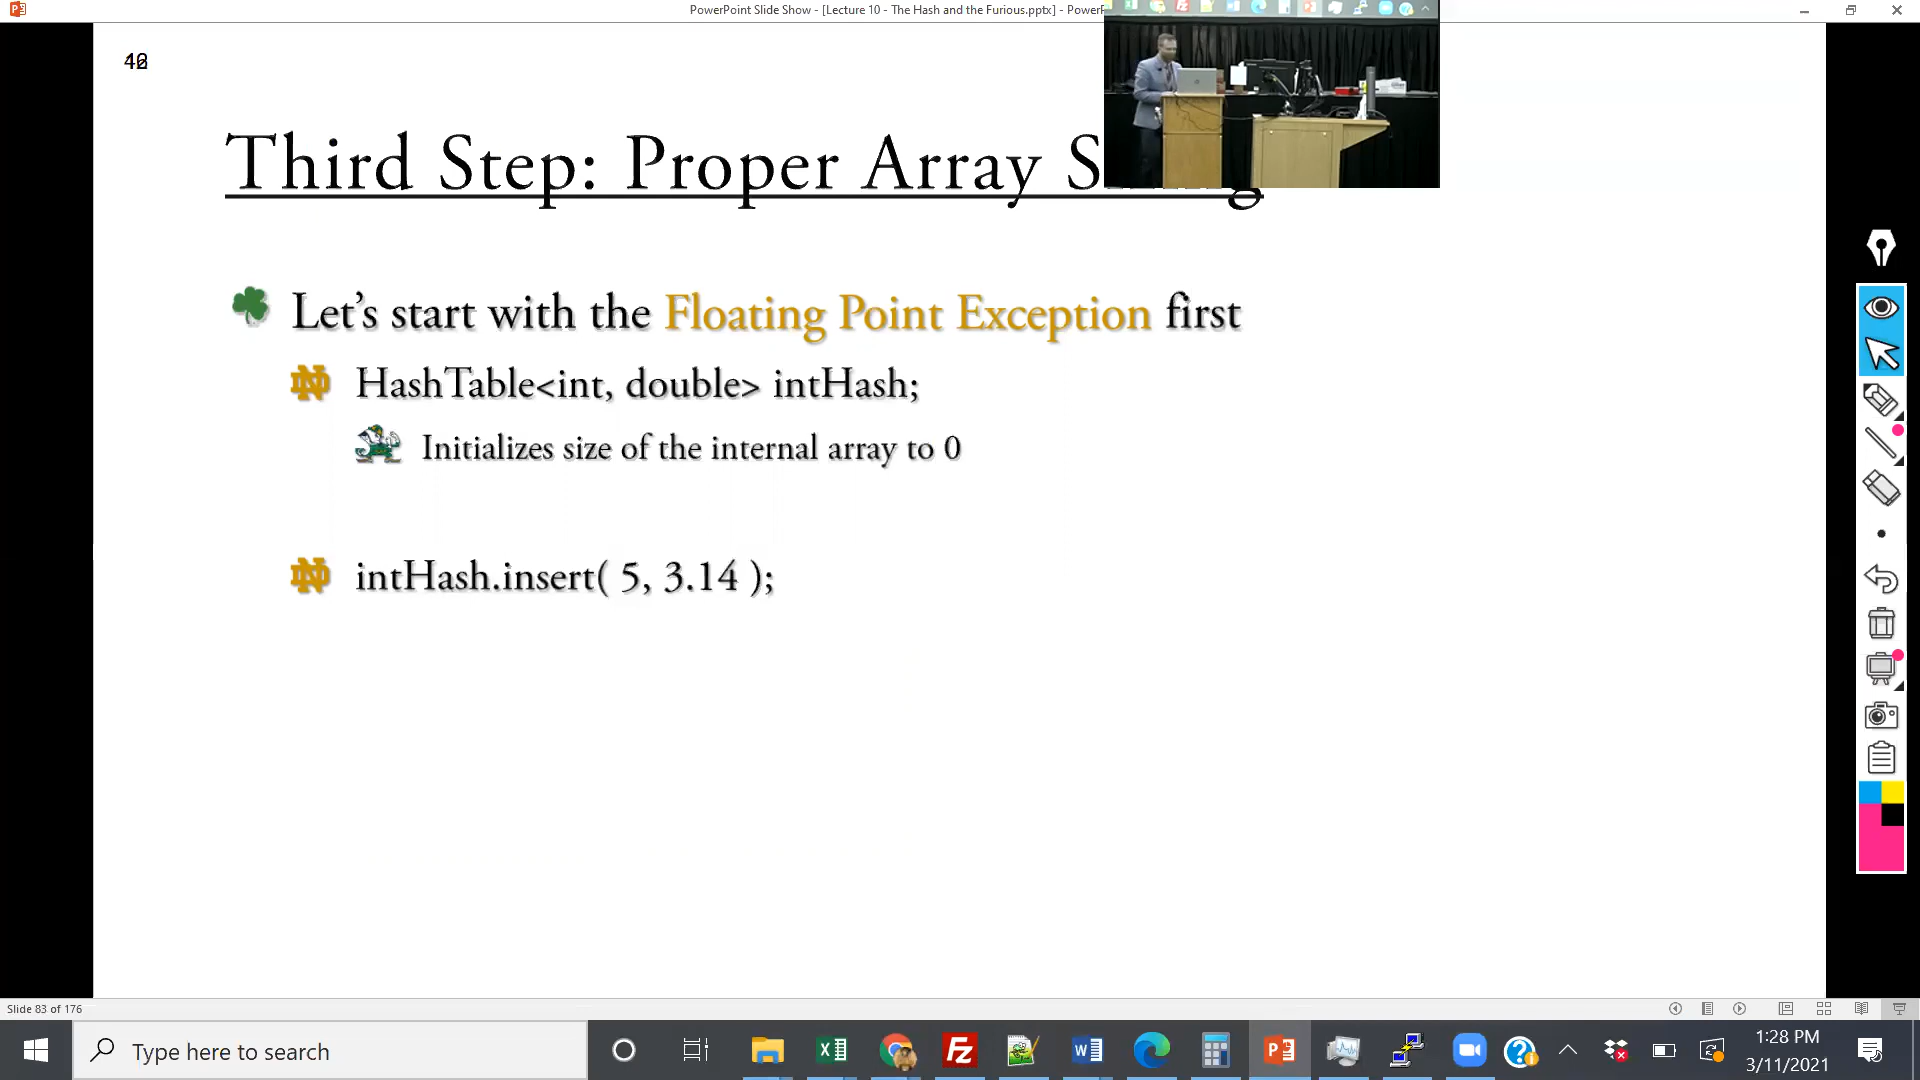 PowerPoint Slide Show - [Lecture 10 - The Hash and the Furious.pptx] - PowerP
Third Step: Proper Array
Let's start with the Floating Point Exception first
HashTable<int, double> intHash;
Initializes size of the internal array to 0
intHash.insert( 5, 3.14 );
Slide 83 of 176
Type here to search
1:28 PM
3/11/2021